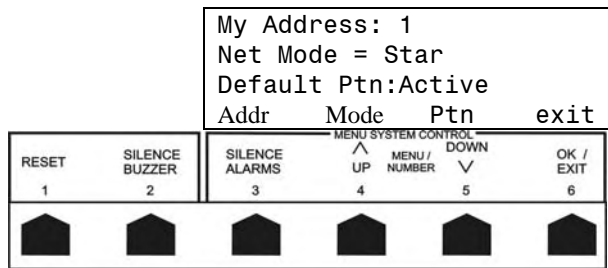 My Address: 1
Net Mode = Star
Default Ptn:Active
Addr Mode Ptn exit
MENU SYSTEM CONTROL
RESET
1
SILENCE
BUZZER
2
SILENCE
ALARMS
3
UP
4
MENU /
NUMBER
DOWN
5
OK /
EXIT
6